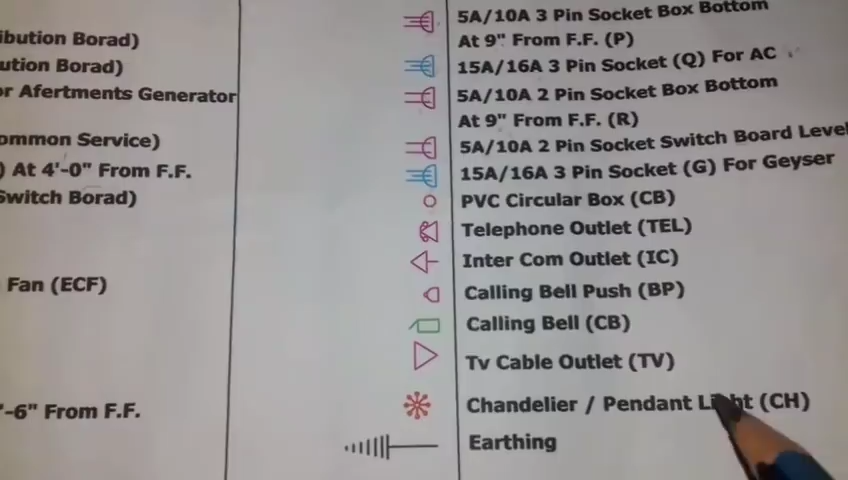 ibution Borad)
ution Borad)
or Afertments Generator
ommon Service)
) At 4'-0" From F.F.
Switch Borad)
Fan (ECF)
'-6" From F.F.
5A/10A 3 Pin Socket Box Bottom
At 9" From F.F. (P)
15A/16A 3 Pin Socket (Q) For AC
5A/10A 2 Pin Socket Box Bottom
At 9" From F.F. (R)
5A/10A 2 Pin Socket Switch Board Level
15A/16A 3 Pin Socket (G) For Geyser
PVC Circular Box (CB)
Telephone Outlet (TEL)
Inter Com Outlet (IC)
Calling Bell Push (BP)
Calling Bell (CB)
Tv Cable Outlet (TV)
Chandelier / Pendant Light (CH)
Earthing